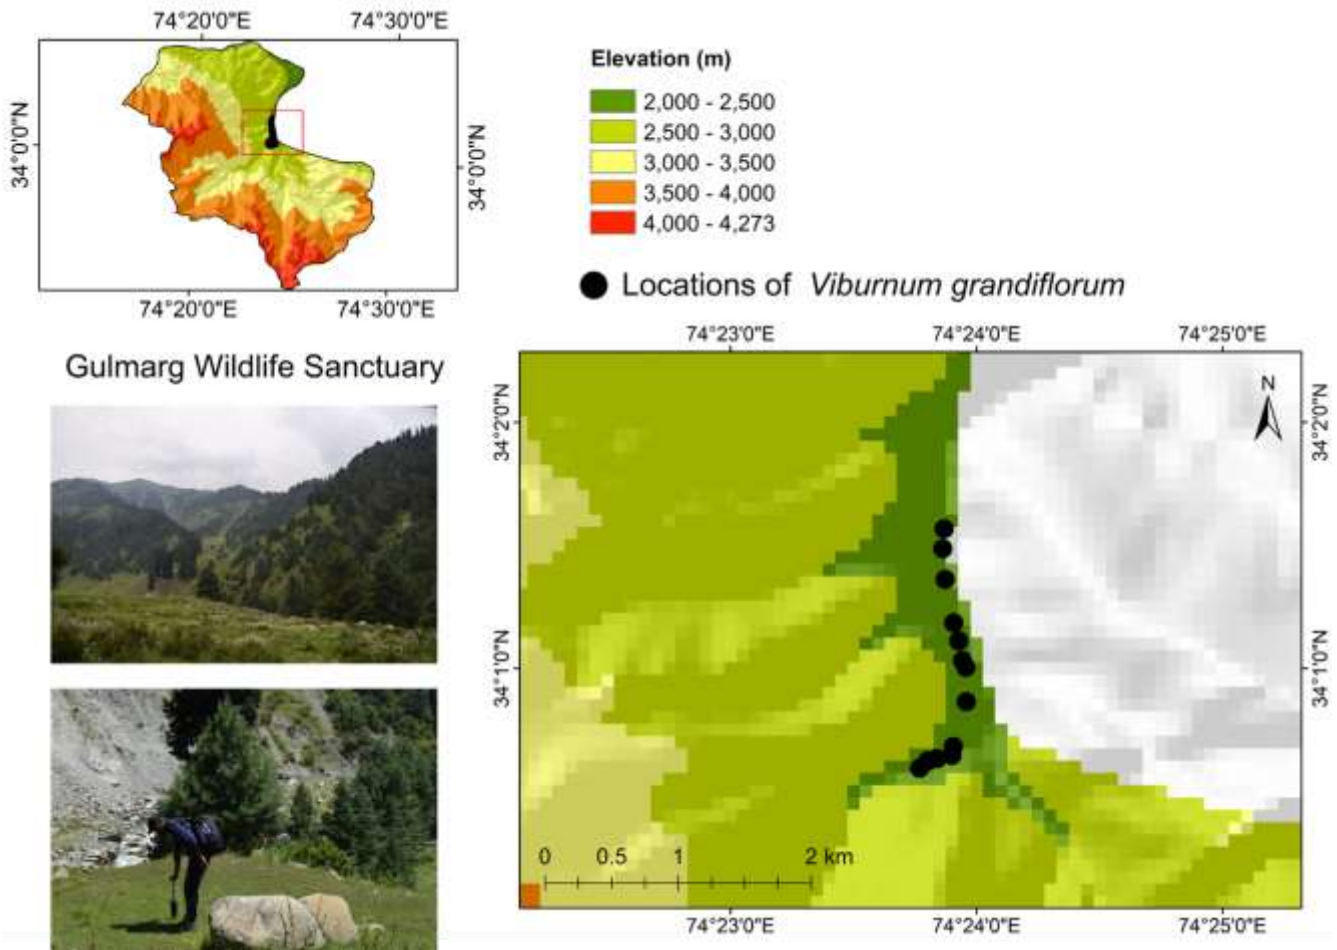 74°20'0"E 74°30'0"E
34°0'0"N
34°0'0"N
74°20'0"E 74°30'0"E
Elevation (m)
2,000 - 2,500
2,500 - 3,000
3,000 - 3,500
3,500 - 4,000
4,000 - 4,273
Locations of Viburnum grandiflorum
Gulmarg Wildlife Sanctuary
74°23'0"E 74°24'0"E 74°25'0"E
N
34°2'0"N
34°2'0"N
34°1'0"N
34°1'0"N
0 0.5 1 2 km
74°23'0"E 74°24'0"E 74°25'0"E